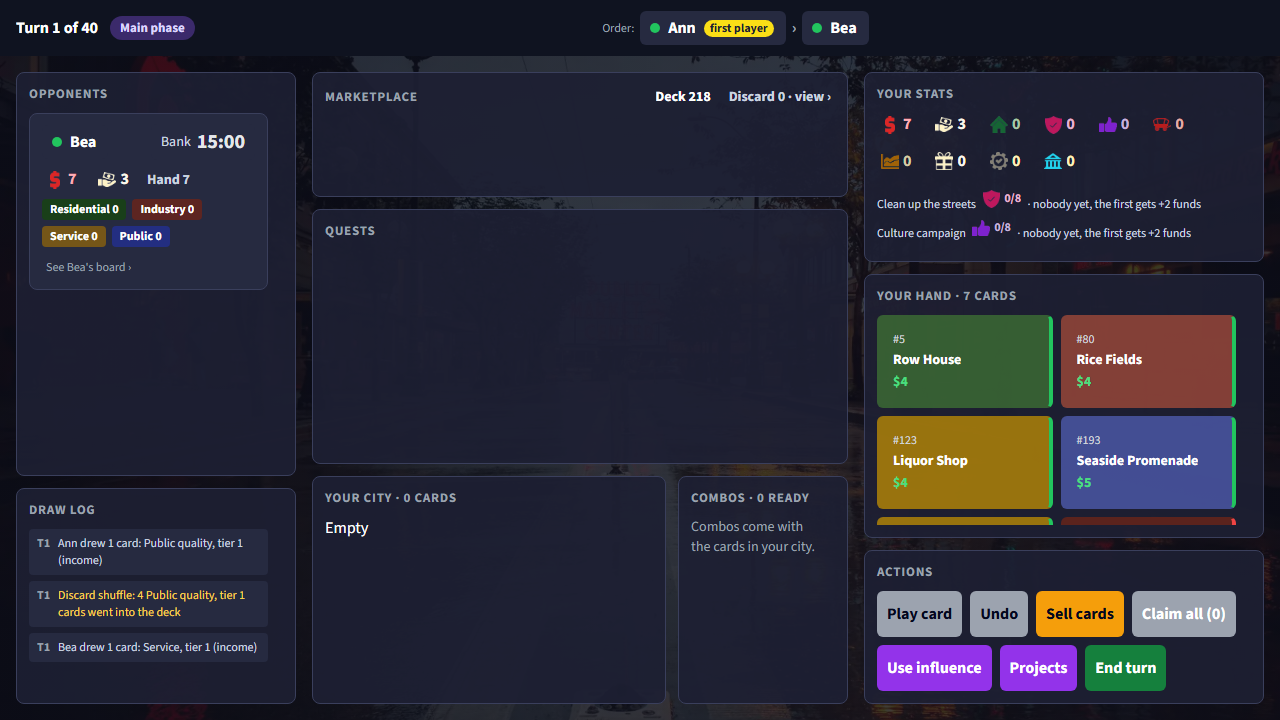 Turn 1 of 40
Main phase
Order:
Ann first player › Bea
OPPONENTS
Bea
Bank 15:00
7 3 Hand 7
Residential 0 Industry 0
Service 0 Public 0
See Bea's board ›
DRAW LOG
T1 Ann drew 1 card: Public quality, tier 1
(income)
T1 Discard shuffle: 4 Public quality, tier 1
cards went into the deck
T1 Bea drew 1 card: Service, tier 1 (income)
MARKETPLACE
Deck 218 Discard 0 · view ›
QUESTS
YOUR CITY · 0 CARDS
Empty
COMBOS · 0 READY
Combos come with
the cards in your city.
YOUR STATS
7 3 0 0 0 0
0 0 0 0
Clean up the streets 0/8 · nobody yet, the first gets +2 funds
Culture campaign 0/8 · nobody yet, the first gets +2 funds
YOUR HAND · 7 CARDS
#5
Row House
$4
#80
Rice Fields
$4
#123
Liquor Shop
$4
#193
Seaside Promenade
$5
ACTIONS
Play card Undo Sell cards Claim all (0)
Use influence Projects End turn